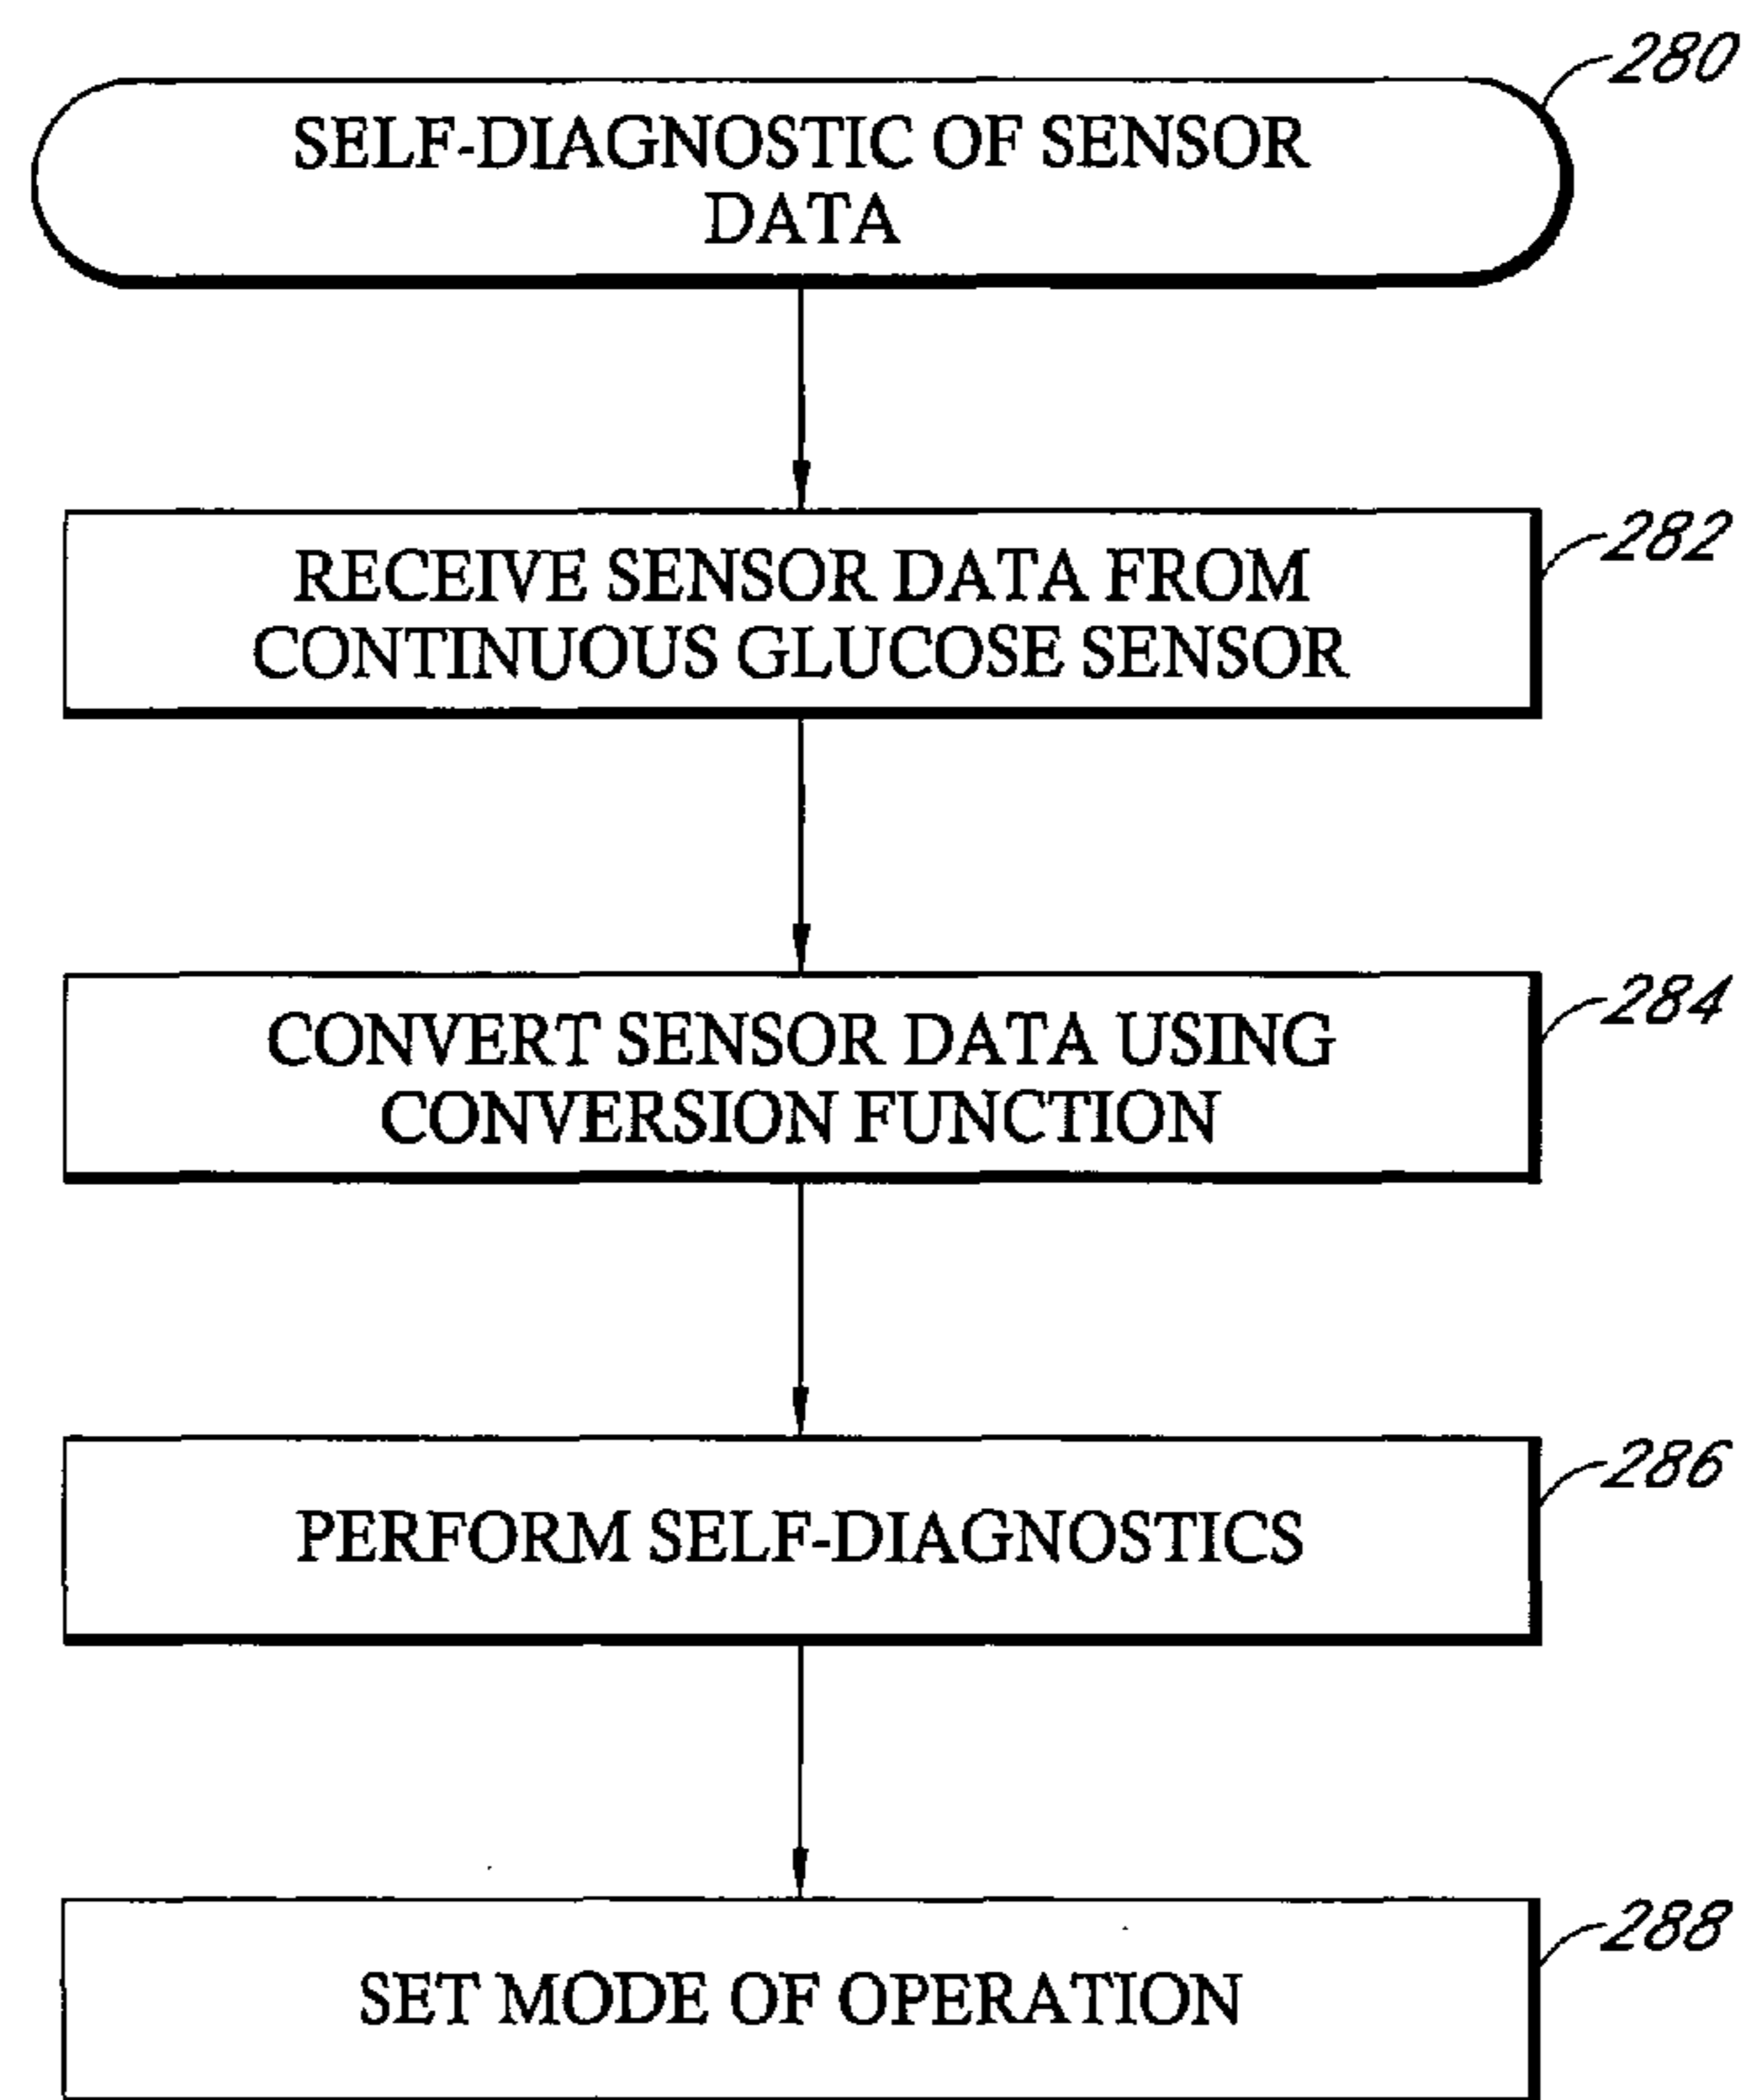 280
SELF-DIAGNOSTIC OF SENSOR
DATA
282
RECEIVE SENSOR DATA FROM
CONTINUOUS GLUCOSE SENSOR
284
CONVERT SENSOR DATA USING
CONVERSION FUNCTION
286
PERFORM SELF-DIAGNOSTICS
288
SET MODE OF OPERATION